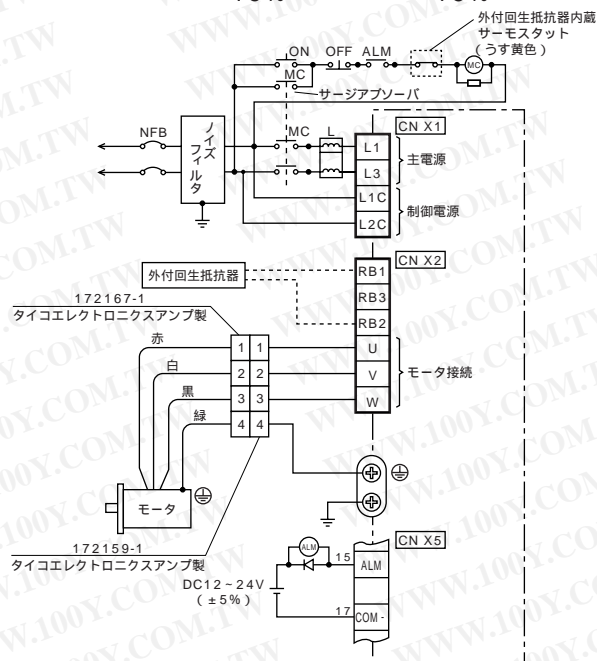 外付回生抵抗器内蔵
サーモスタット
(うす黄色)
ON OFF ALM
MC
MC
サージアブソーバ
NFB
ノイズフィルタ
MC L
CN X1
L1
L3
主電源
L1C
L2C
制御電源
CN X2
外付回生抵抗器
RB1
RB3
RB2
172167-1
タイコエレクトロニクスアンプ製
赤
白
黒
緑
1 1
2 2
3 3
4 4
U
V
W
モータ接続
モータ
172159-1
タイコエレクトロニクスアンプ製
CN X5
ALM
15 ALM
DC12~24V
(±5%)
17 COM-
WWW.100Y.COM.TW